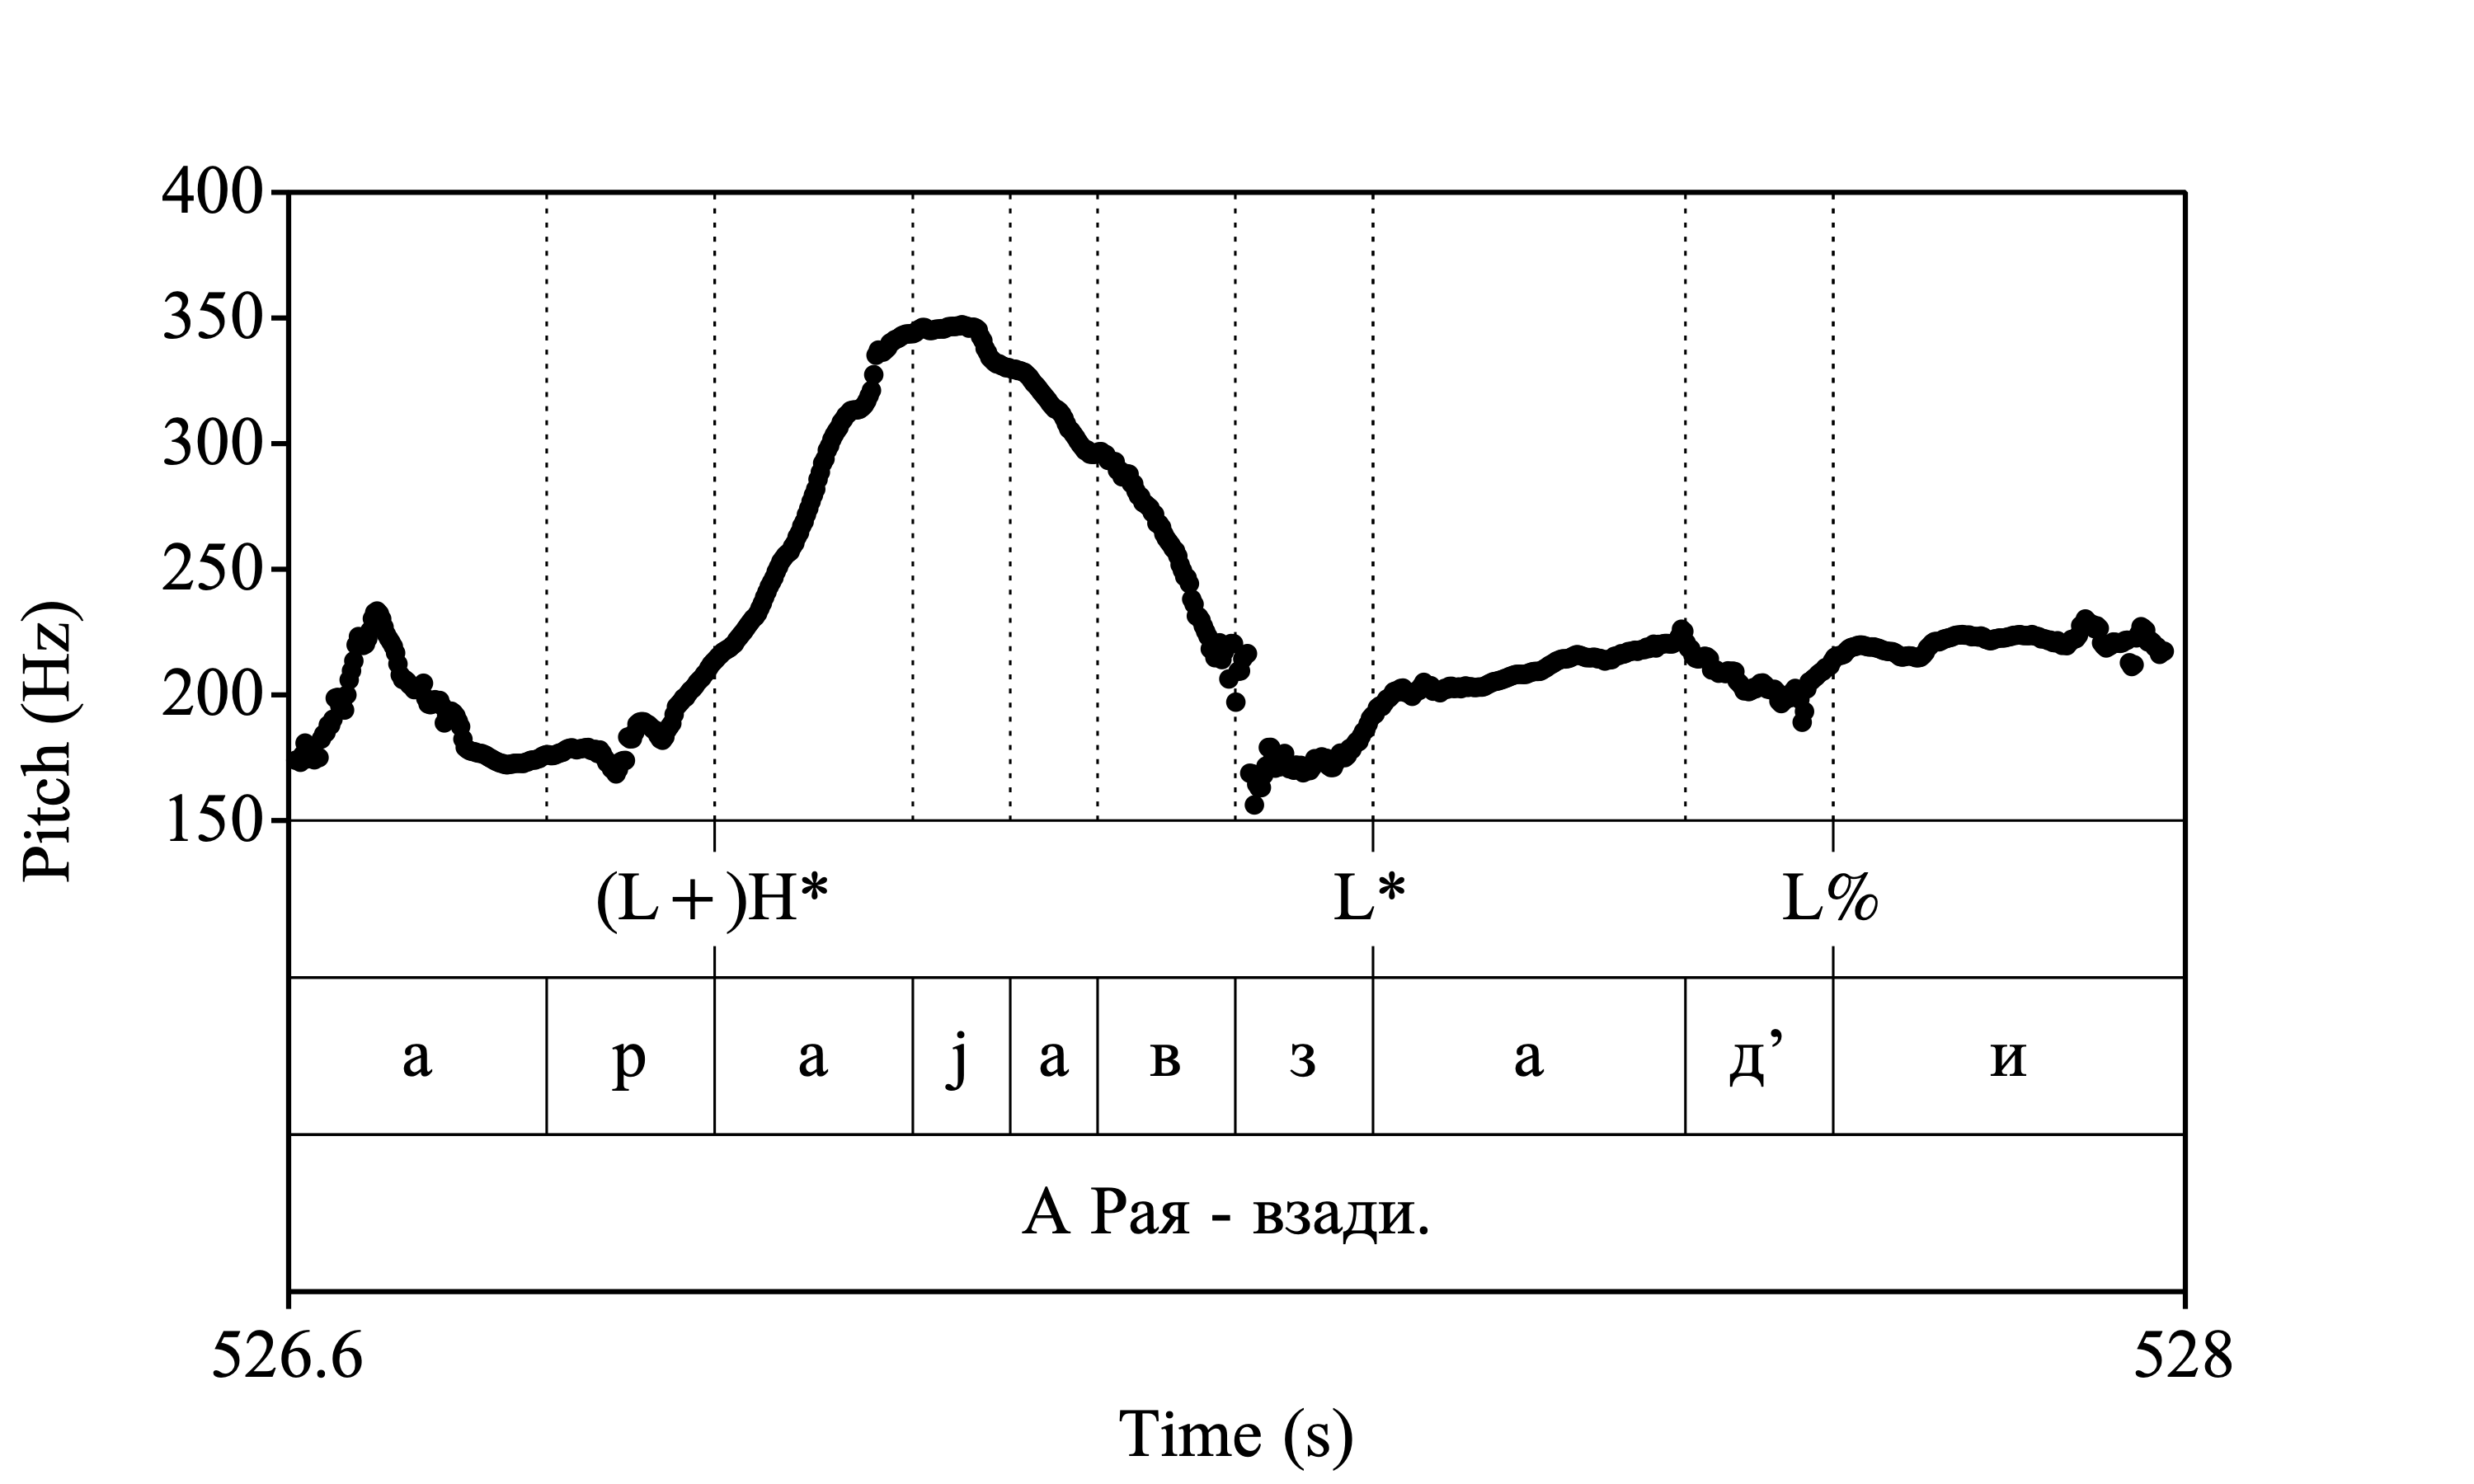 400
350
300
250
200
150
Pitch (Hz)
(L+)H* L* L%
а р а j а в з а д’ и
А Рая - взади.
526.6 528
Time (s)